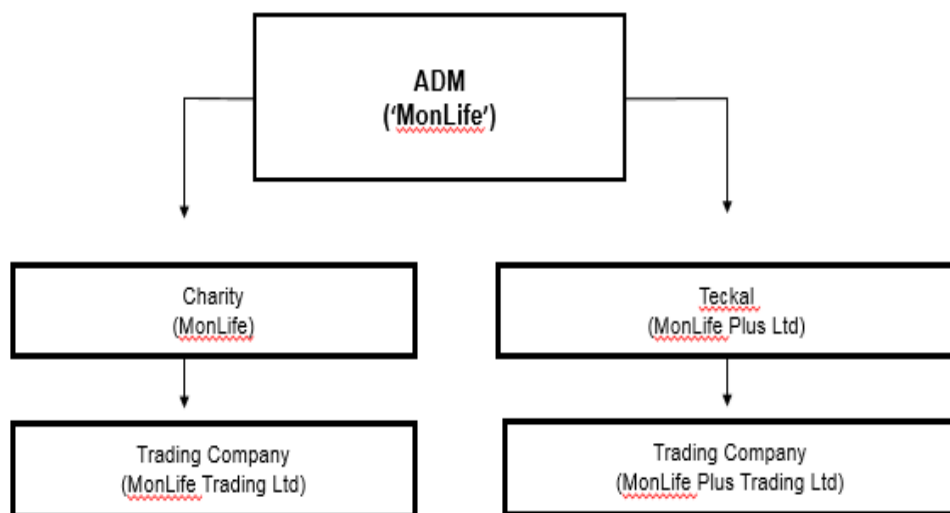 ADM
(‘MonLife’)
Charity
(MonLife)
Teckal
(MonLife Plus Ltd)
Trading Company
(MonLife Trading Ltd)
Trading Company
(MonLife Plus Trading Ltd)